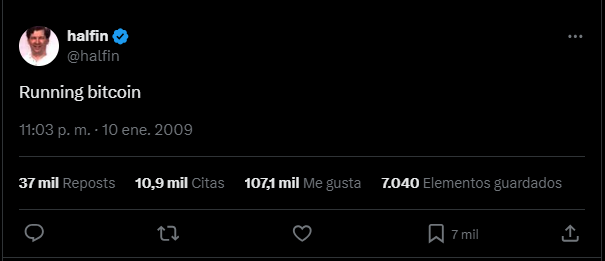 halfin
@halfin
Running bitcoin
11:03 p. m. · 10 ene. 2009
37 mil Reposts 10,9 mil Citas 107,1 mil Me gusta 7.040 Elementos guardados
7 mil